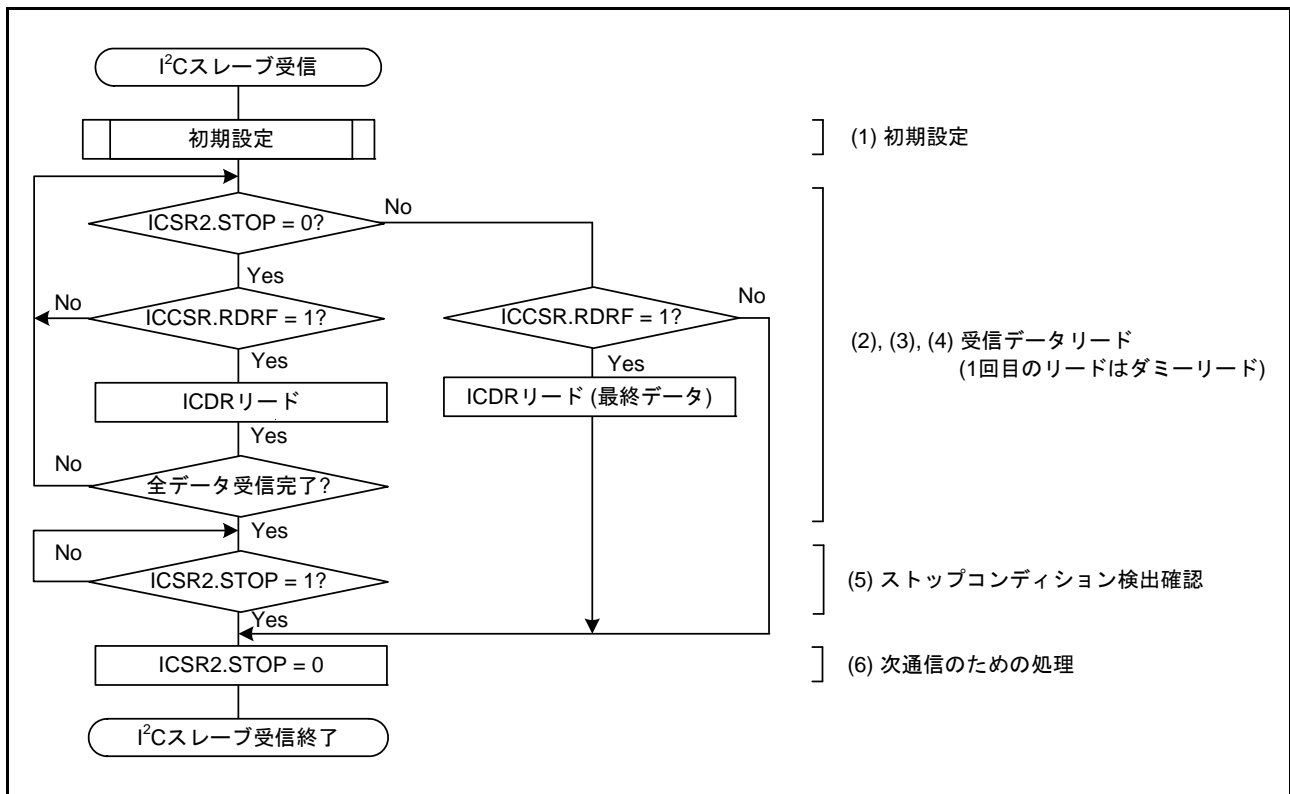 I²Cスレーブ受信
初期設定
(1) 初期設定
ICSR2.STOP = 0?
No
Yes
No
ICCSR.RDRF = 1?
ICCSR.RDRF = 1?
No
(2), (3), (4) 受信データリード
(1回目のリードはダミーリード)
Yes
Yes
ICDRリード
ICDRリード (最終データ)
Yes
No
全データ受信完了?
Yes
No
ICSR2.STOP = 1?
(5) ストップコンディション検出確認
Yes
ICSR2.STOP = 0
(6) 次通信のための処理
I²Cスレーブ受信終了